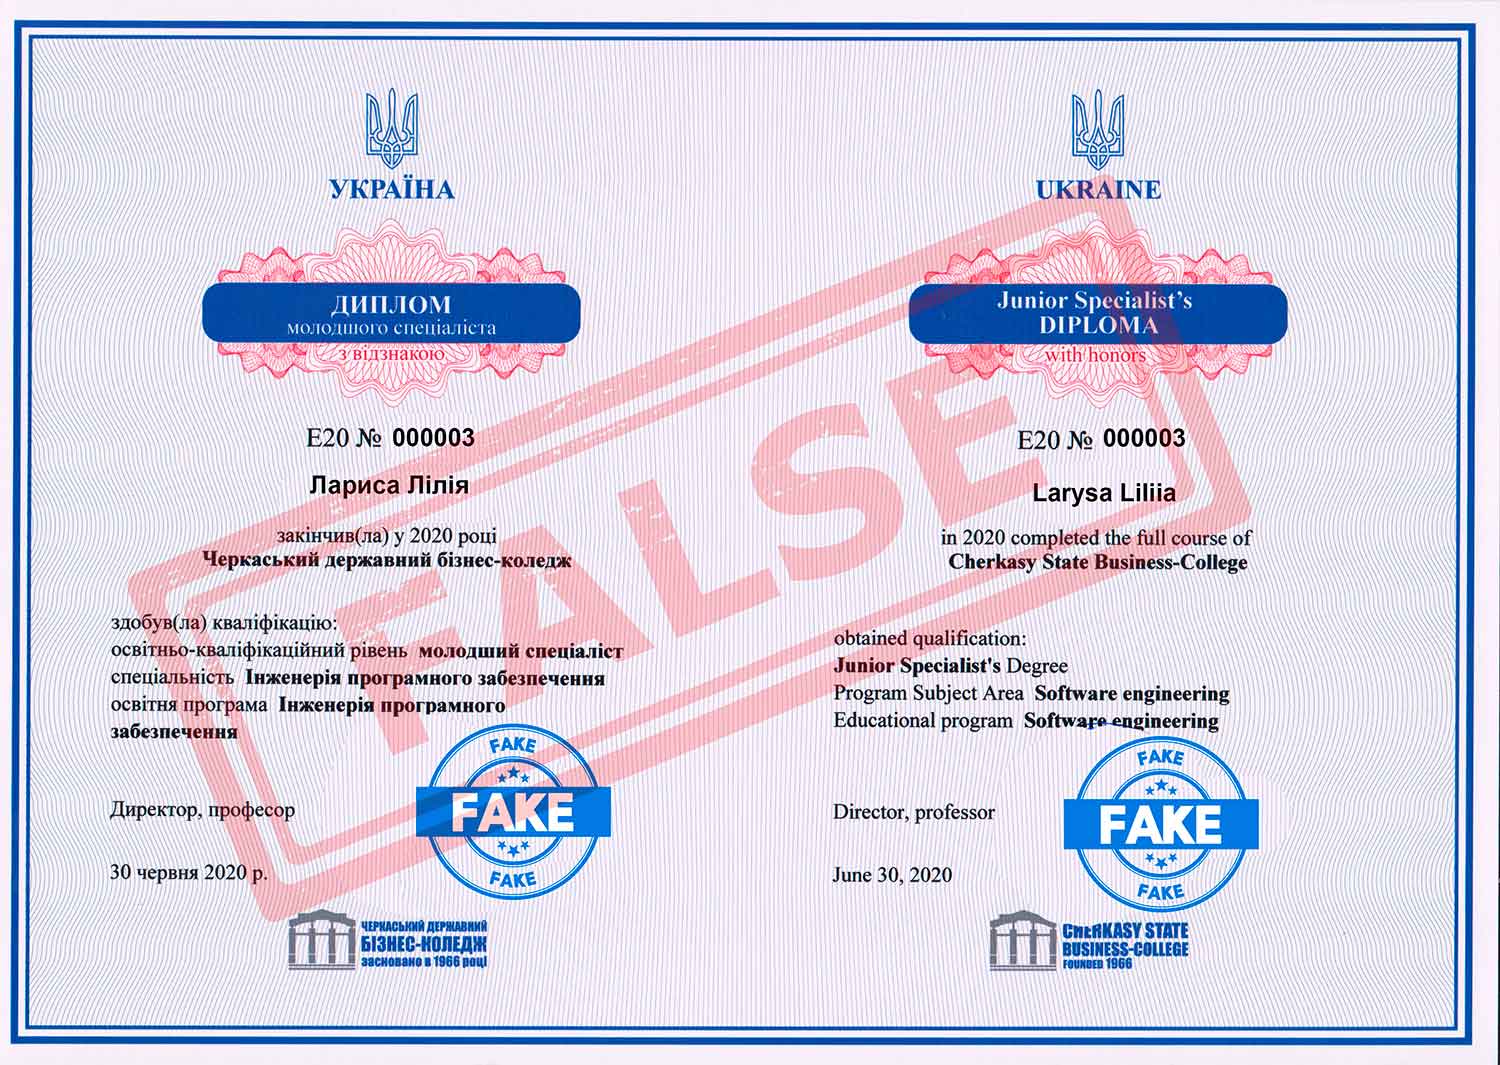 УКРАЇНА
ДИПЛОМ
молодшого спеціаліста
з відзнакою
E20 № 000003
Лариса Лілія
закінчив(ла) у 2020 році
Черкаський державний бізнес-коледж
здобув(ла) кваліфікацію:
освітньо-кваліфікаційний рівень молодший спеціаліст
спеціальність Інженерія програмного забезпечення
освітня програма Інженерія програмного
забезпечення
Директор, професор
30 червня 2020 р.
FAKE
FAKE
FAKE
ЧЕРКАСЬКИЙ ДЕРЖАВНИЙ
БІЗНЕС-КОЛЕДЖ
засновано в 1966 році
UKRAINE
Junior Specialist's
DIPLOMA
with honors
E20 № 000003
Larysa Liliia
in 2020 completed the full course of
Cherkasy State Business-College
obtained qualification:
Junior Specialist's Degree
Program Subject Area Software engineering
Educational program Software engineering
Director, professor
June 30, 2020
FAKE
FAKE
FAKE
CHERKASY STATE
BUSINESS-COLLEGE
FOUNDED 1966
FALSE